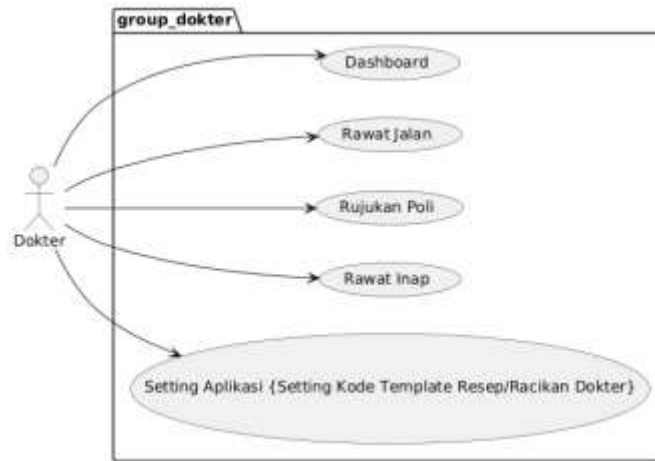 group_dokter
Dashboard
Rawat Jalan
Dokter
Rujukan Poli
Rawat Inap
Setting Aplikasi {Setting Kode Template Resep/Racikan Dokter}